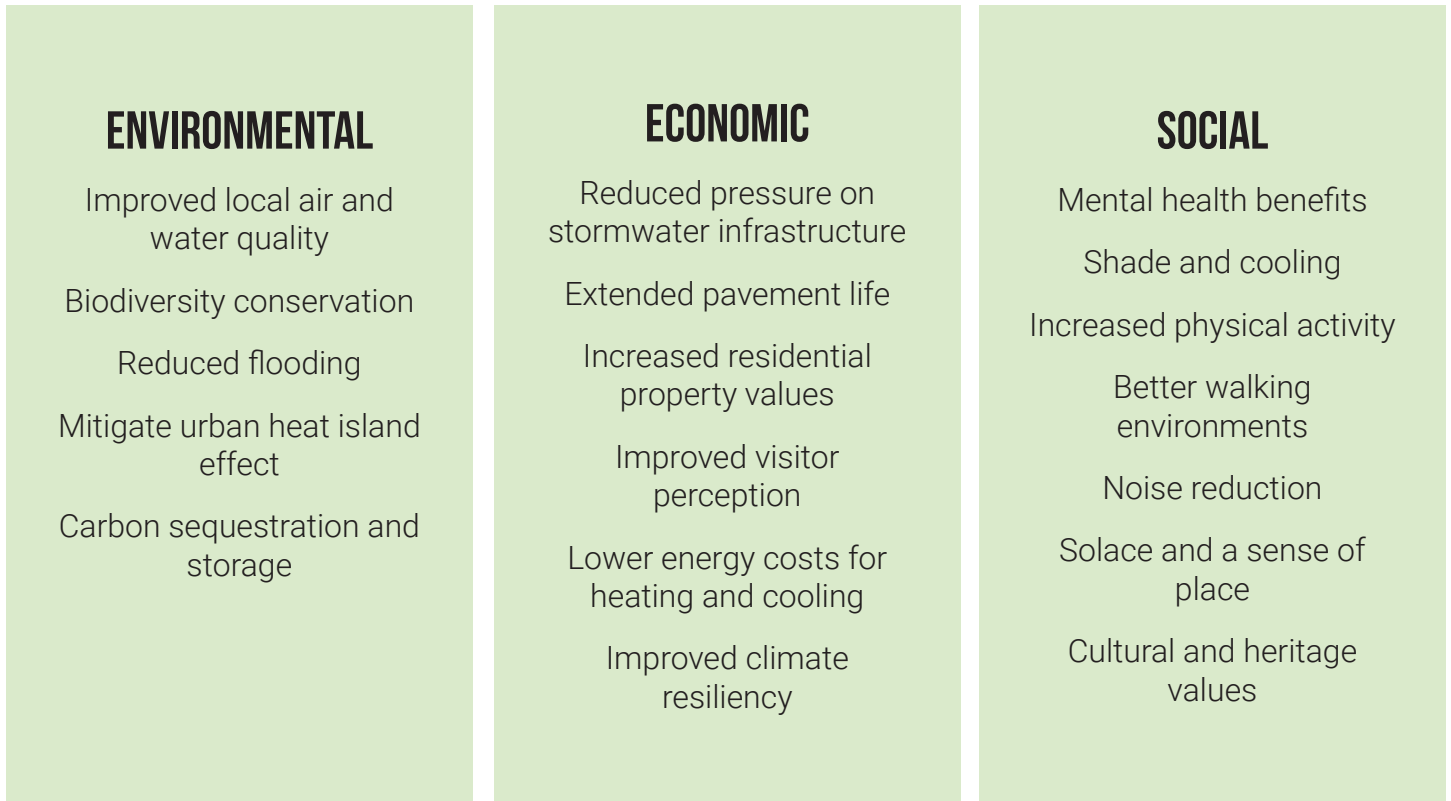 ENVIRONMENTAL
Improved local air and
water quality
Biodiversity conservation
Reduced flooding
Mitigate urban heat island
effect
Carbon sequestration and
storage
ECONOMIC
Reduced pressure on
stormwater infrastructure
Extended pavement life
Increased residential
property values
Improved visitor
perception
Lower energy costs for
heating and cooling
Improved climate
resiliency
SOCIAL
Mental health benefits
Shade and cooling
Increased physical activity
Better walking
environments
Noise reduction
Solace and a sense of
place
Cultural and heritage
values